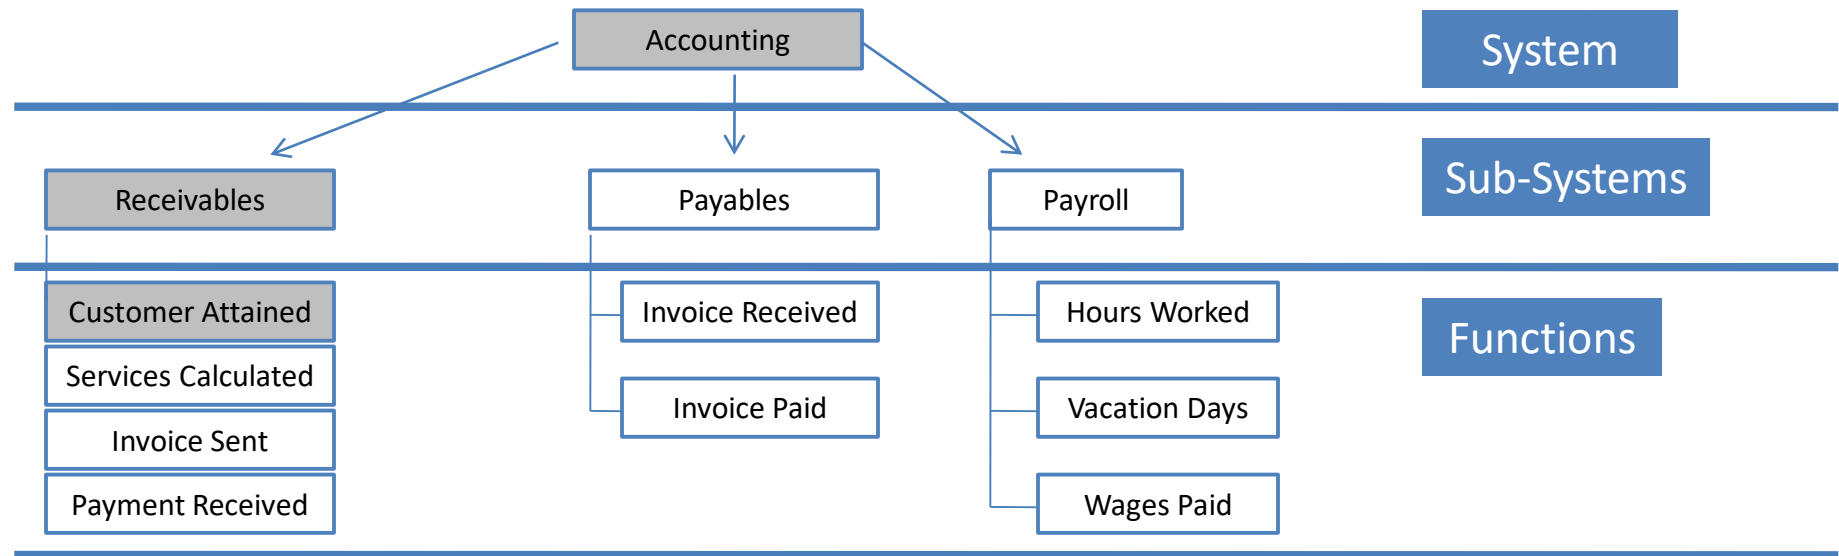 Accounting
System
Receivables
Payables
Payroll
Sub-Systems
Customer Attained
Invoice Received
Hours Worked
Functions
Services Calculated
Invoice Paid
Vacation Days
Invoice Sent
Payment Received
Wages Paid